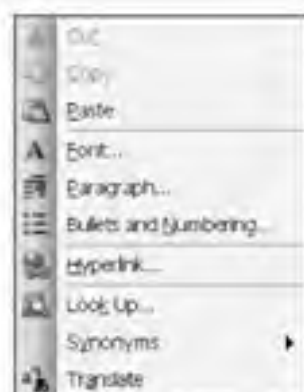 Cut
Copy
Paste
Font...
Paragraph...
Bullets and Numbering...
Hyperlink...
Look Up...
Synonyms
Translate